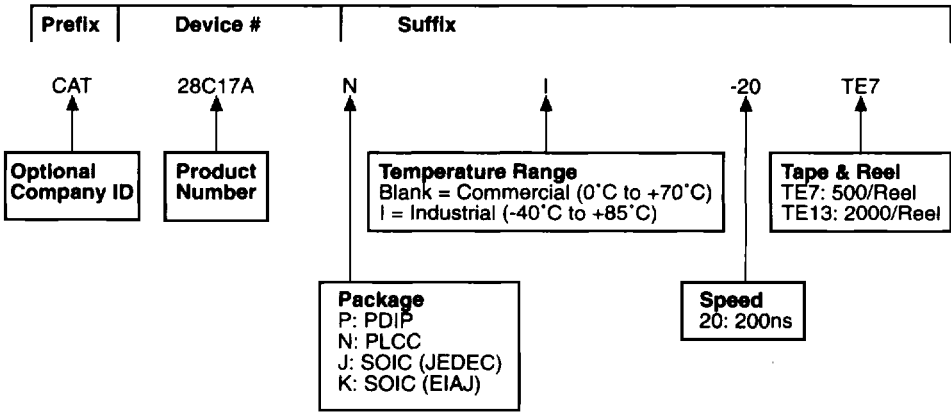 Prefix Device # Suffix
CAT 28C17A N I -20 TE7
Optional
Company ID
Product
Number
Temperature Range
Blank = Commercial (0˚C to +70˚C)
I = Industrial (-40˚C to +85˚C)
Tape & Reel
TE7: 500/Reel
TE13: 2000/Reel
Package
P: PDIP
N: PLCC
J: SOIC (JEDEC)
K: SOIC (EIAJ)
Speed
20: 200ns